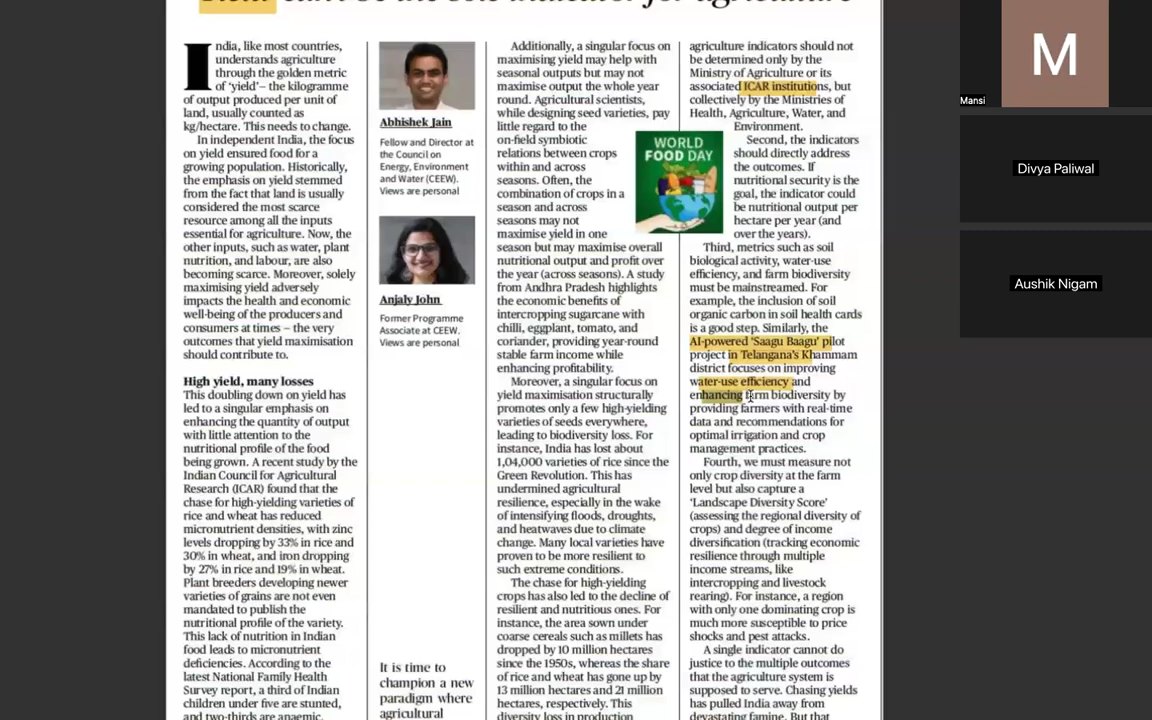 Yield can't be the sole indicator for agriculture
India, like most countries,
understands agriculture
through the golden metric
of 'yield'– the kilogramme
of output produced per unit of
land, usually counted as
kg/hectare. This needs to change.
In independent India, the focus
on yield ensured food for a
growing population. Historically,
the emphasis on yield stemmed
from the fact that land is usually
considered the most scarce
resource among all the inputs
essential for agriculture. Now, the
other inputs, such as water, plant
nutrition, and labour, are also
becoming scarce. Moreover, solely
maximising yield adversely
impacts the health and economic
well-being of the producers and
consumers at times – the very
outcomes that yield maximisation
should contribute to.
High yield, many losses
This doubling down on yield has
led to a singular emphasis on
enhancing the quantity of output
with little attention to the
nutritional profile of the food
being grown. A recent study by the
Indian Council for Agricultural
Research (ICAR) found that the
chase for high-yielding varieties of
rice and wheat has reduced
micronutrient densities, with zinc
levels dropping by 33% in rice and
30% in wheat, and iron dropping
by 27% in rice and 19% in wheat.
Plant breeders developing newer
varieties of grains are not even
mandated to publish the
nutritional profile of the variety.
This lack of nutrition in Indian
food leads to micronutrient
deficiencies. According to the
latest National Family Health
Survey report, a third of Indian
children under five are stunted,
and two-thirds are anaemic.
Abhishek Jain
Fellow and Director at
the Council on
Energy, Environment
and Water (CEEW).
Views are personal
Anjaly John
Former Programme
Associate at CEEW.
Views are personal
It is time to
champion a new
paradigm where
agricultural
Additionally, a singular focus on
maximising yield may help with
seasonal outputs but may not
maximise output the whole year
round. Agricultural scientists,
while designing seed varieties, pay
little regard to the
on-field symbiotic
relations between crops
within and across
seasons. Often, the
combination of crops in a
season and across
seasons may not
maximise yield in one
season but may maximise overall
nutritional output and profit over
the year (across seasons). A study
from Andhra Pradesh highlights
the economic benefits of
intercropping sugarcane with
chilli, eggplant, tomato, and
coriander, providing year-round
stable farm income while
enhancing profitability.
Moreover, a singular focus on
yield maximisation structurally
promotes only a few high-yielding
varieties of seeds everywhere,
leading to biodiversity loss. For
instance, India has lost about
1,04,000 varieties of rice since the
Green Revolution. This has
undermined agricultural
resilience, especially in the wake
of intensifying floods, droughts,
and heatwaves due to climate
change. Many local varieties have
proven to be more resilient to
such extreme conditions.
The chase for high-yielding
crops has also led to the decline of
resilient and nutritious ones. For
instance, the area sown under
coarse cereals such as millets has
dropped by 10 million hectares
since the 1950s, whereas the share
of rice and wheat has gone up by
13 million hectares and 21 million
hectares, respectively. This
diversity loss in production
WORLD
FOOD DAY
agriculture indicators should not
be determined only by the
Ministry of Agriculture or its
associated ICAR institutions, but
collectively by the Ministries of
Health, Agriculture, Water, and
Environment.
Second, the indicators
should directly address
the outcomes. If
nutritional security is the
goal, the indicator could
be nutritional output per
hectare per year (and
over the years).
Third, metrics such as soil
biological activity, water-use
efficiency, and farm biodiversity
must be mainstreamed. For
example, the inclusion of soil
organic carbon in soil health cards
is a good step. Similarly, the
AI-powered 'Saagu Baagu' pilot
project in Telangana's Khammam
district focuses on improving
water-use efficiency and
enhancing farm biodiversity by
providing farmers with real-time
data and recommendations for
optimal irrigation and crop
management practices.
Fourth, we must measure not
only crop diversity at the farm
level but also capture a
'Landscape Diversity Score'
(assessing the regional diversity of
crops) and degree of income
diversification (tracking economic
resilience through multiple
income streams, like
intercropping and livestock
rearing). For instance, a region
with only one dominating crop is
much more susceptible to price
shocks and pest attacks.
A single indicator cannot do
justice to the multiple outcomes
that the agriculture system is
supposed to serve. Chasing yields
has pulled India away from
devastating famine. But that
M
Mansi
Divya Paliwal
Aushik Nigam